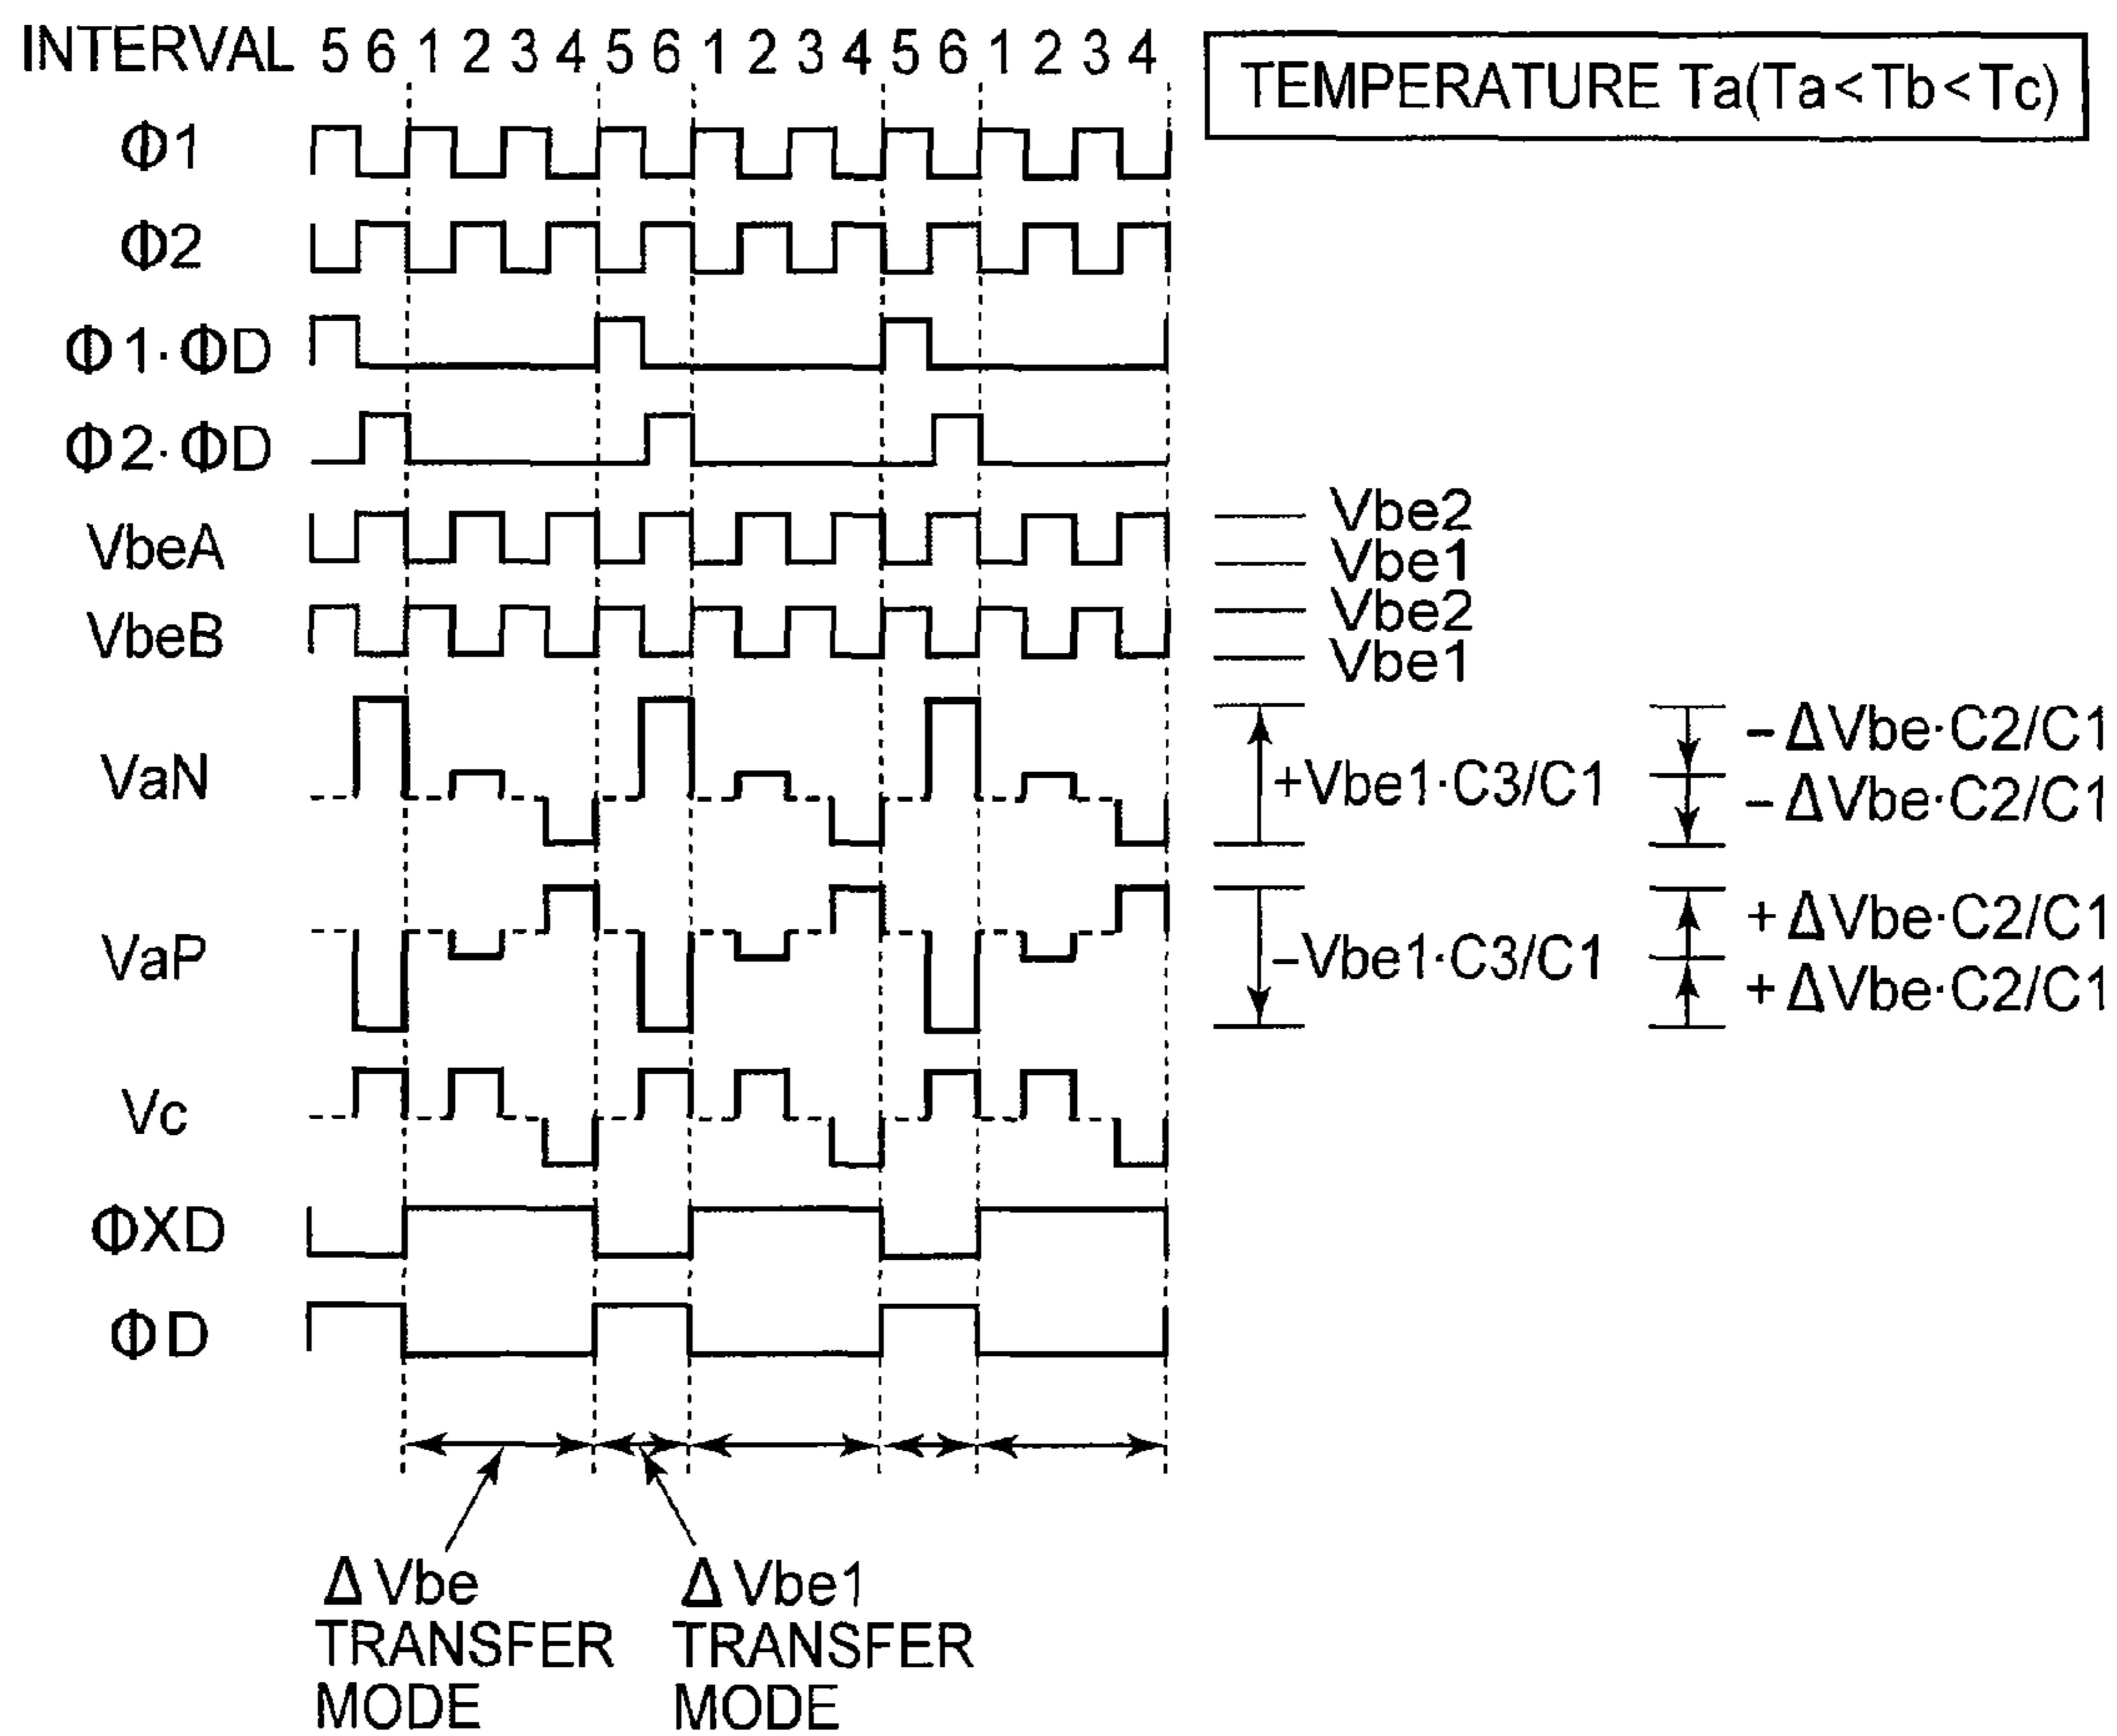 INTERVAL 5 6 1 2 3 4 5 6 1 2 3 4 5 6 1 2 3 4
TEMPERATURE Ta(Ta<Tb<Tc)
Φ1
Φ2
Φ1·ΦD
Φ2·ΦD
VbeA
Vbe2
Vbe1
VbeB
Vbe2
Vbe1
VaN
+Vbe1·C3/C1
−ΔVbe·C2/C1
−ΔVbe·C2/C1
VaP
−Vbe1·C3/C1
+ΔVbe·C2/C1
+ΔVbe·C2/C1
Vc
ΦXD
ΦD
ΔVbe
TRANSFER
MODE
ΔVbe1
TRANSFER
MODE